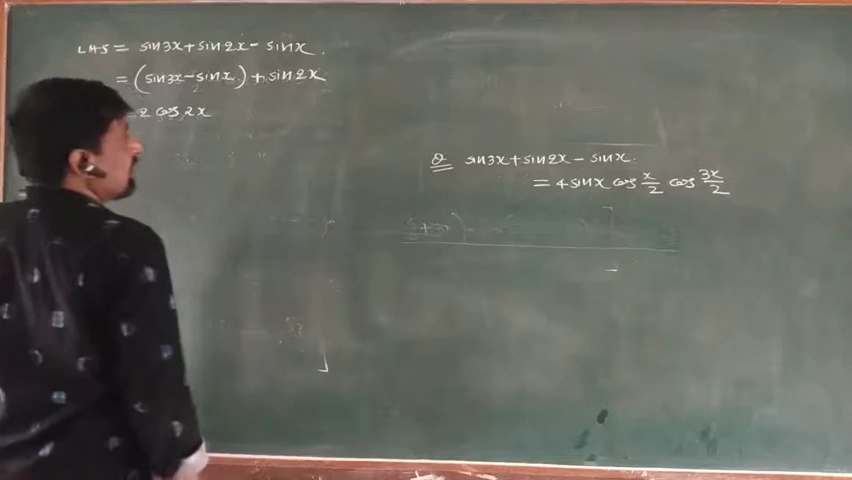 LHS = sin3x + sin2x - sinx.
= (sin3x - sinx) + sin2x
= 2 cos 2x
Q sin3x + sin2x - sinx.
= 4 sinx cos x/2 cos 3x/2